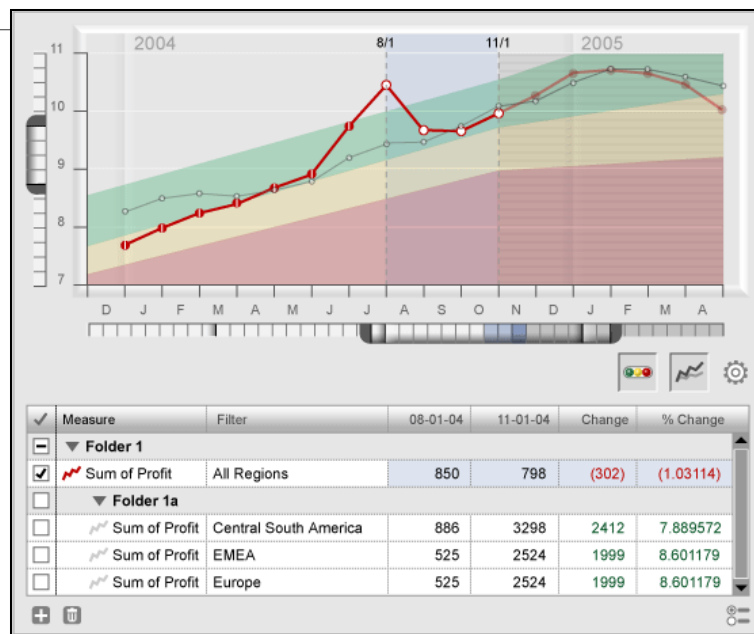 2004 8/1 11/1 2005
11
10
9
8
7
D J F M A M J J A S O N D J F M A
Measure Filter 08-01-04 11-01-04 Change % Change
Folder 1
Sum of Profit All Regions 850 798 (302) (1.03114)
Folder 1a
Sum of Profit Central South America 886 3298 2412 7.889572
Sum of Profit EMEA 525 2524 1999 8.601179
Sum of Profit Europe 525 2524 1999 8.601179